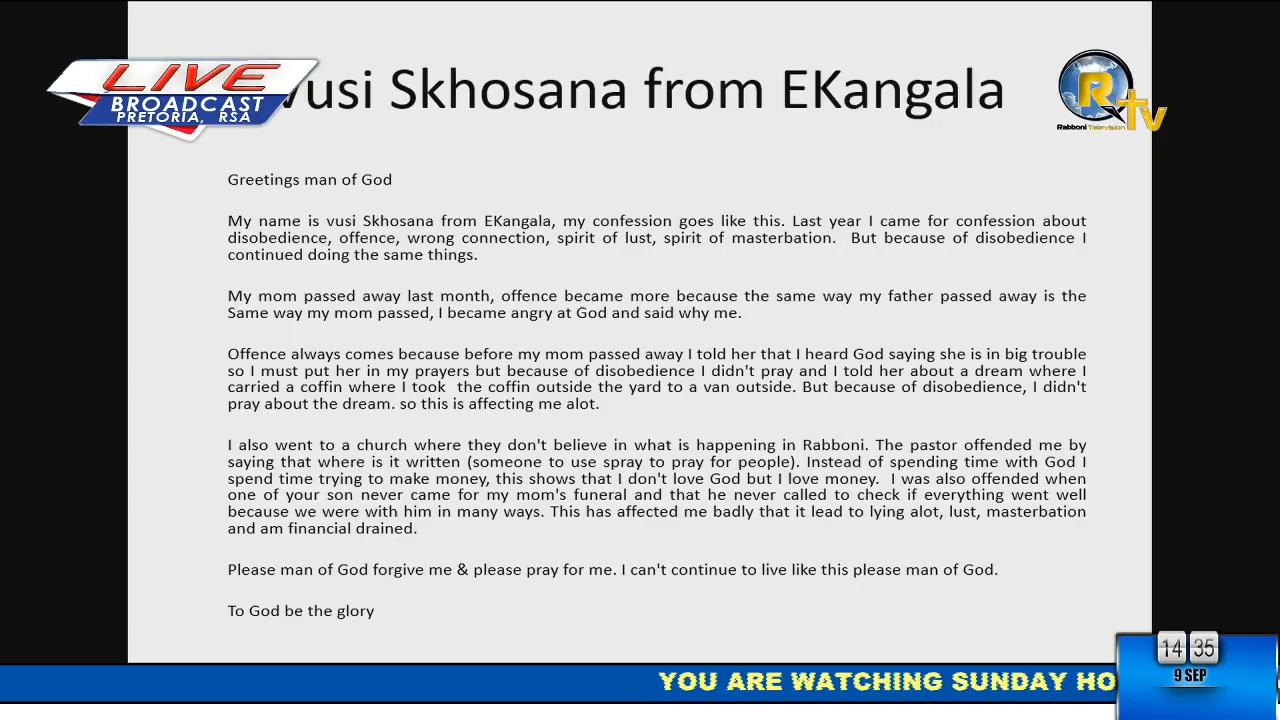 LIVE
BROADCAST
PRETORIA, RSA
vusi Skhosana from EKangala
R tv
Rabboni Television
Greetings man of God
My name is vusi Skhosana from EKangala, my confession goes like this. Last year I came for confession about
disobedience, offence, wrong connection, spirit of lust, spirit of masterbation. But because of disobedience I
continued doing the same things.
My mom passed away last month, offence became more because the same way my father passed away is the
Same way my mom passed, I became angry at God and said why me.
Offence always comes because before my mom passed away I told her that I heard God saying she is in big trouble
so I must put her in my prayers but because of disobedience I didn't pray and I told her about a dream where I
carried a coffin where I took the coffin outside the yard to a van outside. But because of disobedience, I didn't
pray about the dream. so this is affecting me alot.
I also went to a church where they don't believe in what is happening in Rabboni. The pastor offended me by
saying that where is it written (someone to use spray to pray for people). Instead of spending time with God I
spend time trying to make money, this shows that I don't love God but I love money. I was also offended when
one of your son never came for my mom's funeral and that he never called to check if everything went well
because we were with him in many ways. This has affected me badly that it lead to lying alot, lust, masterbation
and am financial drained.
Please man of God forgive me & please pray for me. I can't continue to live like this please man of God.
To God be the glory
14 35
9 SEP
YOU ARE WATCHING SUNDAY HO